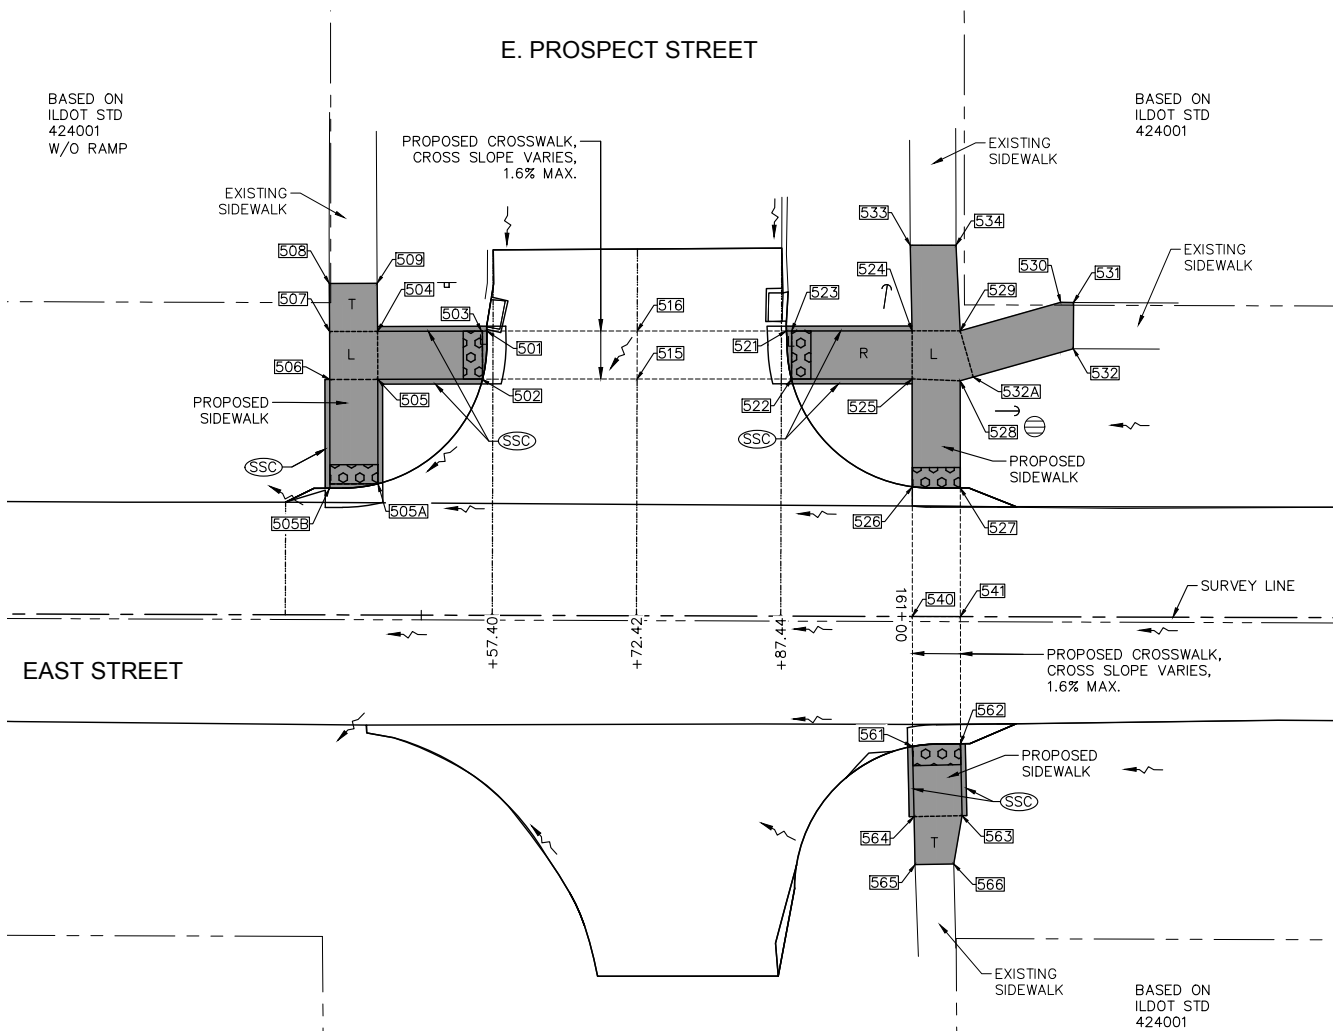 E. PROSPECT STREET
BASED ON
ILDOT STD
424001
W/O RAMP
BASED ON
ILDOT STD
424001
PROPOSED CROSSWALK,
CROSS SLOPE VARIES,
1.6% MAX.
EXISTING
SIDEWALK
EXISTING
SIDEWALK
533
534
508
509
524
530
531
EXISTING
SIDEWALK
507
504
503
516
523
529
T
501
521
L
R
L
506
515
532
505
502
522
525
532A
PROPOSED
SIDEWALK
528
SSC
SSC
SSC
PROPOSED
SIDEWALK
505B
505A
526
527
SURVEY LINE
+57.40
+72.42
+87.44
161+00
540
541
EAST STREET
PROPOSED CROSSWALK,
CROSS SLOPE VARIES,
1.6% MAX.
561
562
PROPOSED
SIDEWALK
SSC
564
563
T
565
566
EXISTING
SIDEWALK
BASED ON
ILDOT STD
424001